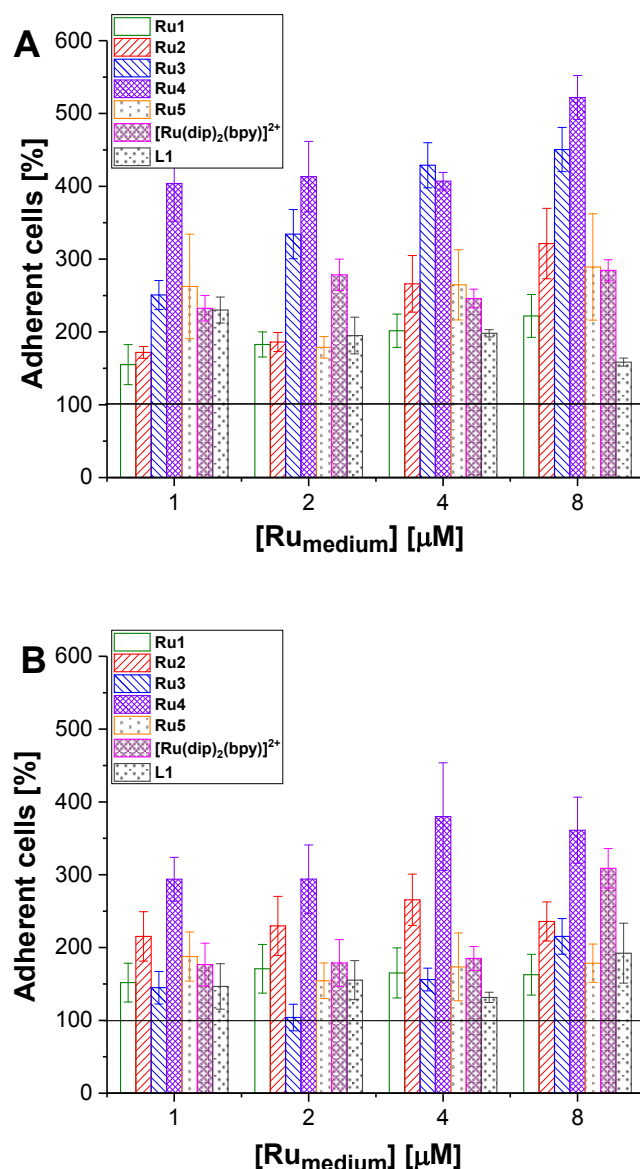 A
Ru1
Ru2
Ru3
Ru4
Ru5
[Ru(dip)₂(bpy)]²⁺
L1
600
500
400
300
200
100
0
Adherent cells [%]
1 2 4 8
[Ru_medium] [μM]
B
Ru1
Ru2
Ru3
Ru4
Ru5
[Ru(dip)₂(bpy)]²⁺
L1
600
500
400
300
200
100
0
Adherent cells [%]
1 2 4 8
[Ru_medium] [μM]